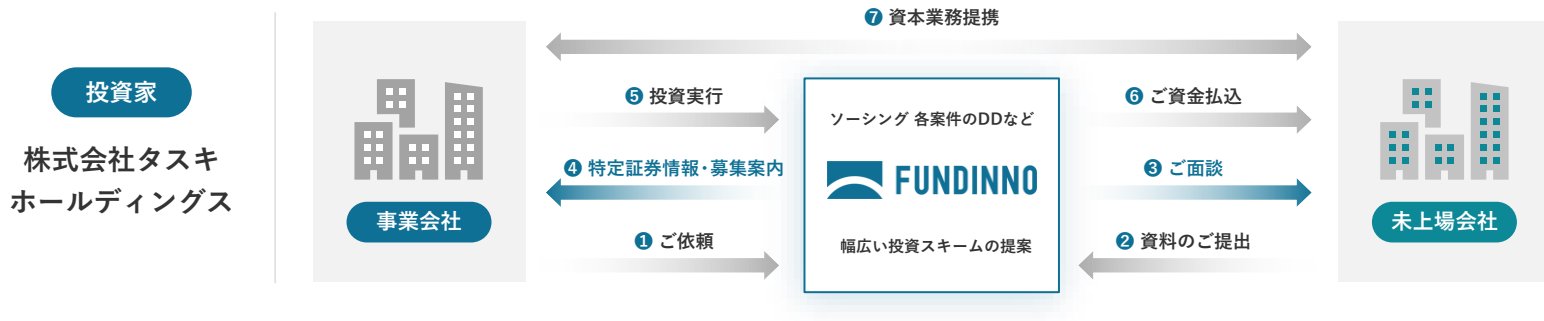 投資家
株式会社タスキ
ホールディングス
事業会社
❼ 資本業務提携
❺ 投資実行
❹ 特定証券情報・募集案内
❶ ご依頼
ソーシング 各案件のDDなど
FUNDINNO
幅広い投資スキームの提案
❻ ご資金払込
❸ ご面談
❷ 資料のご提出
未上場会社